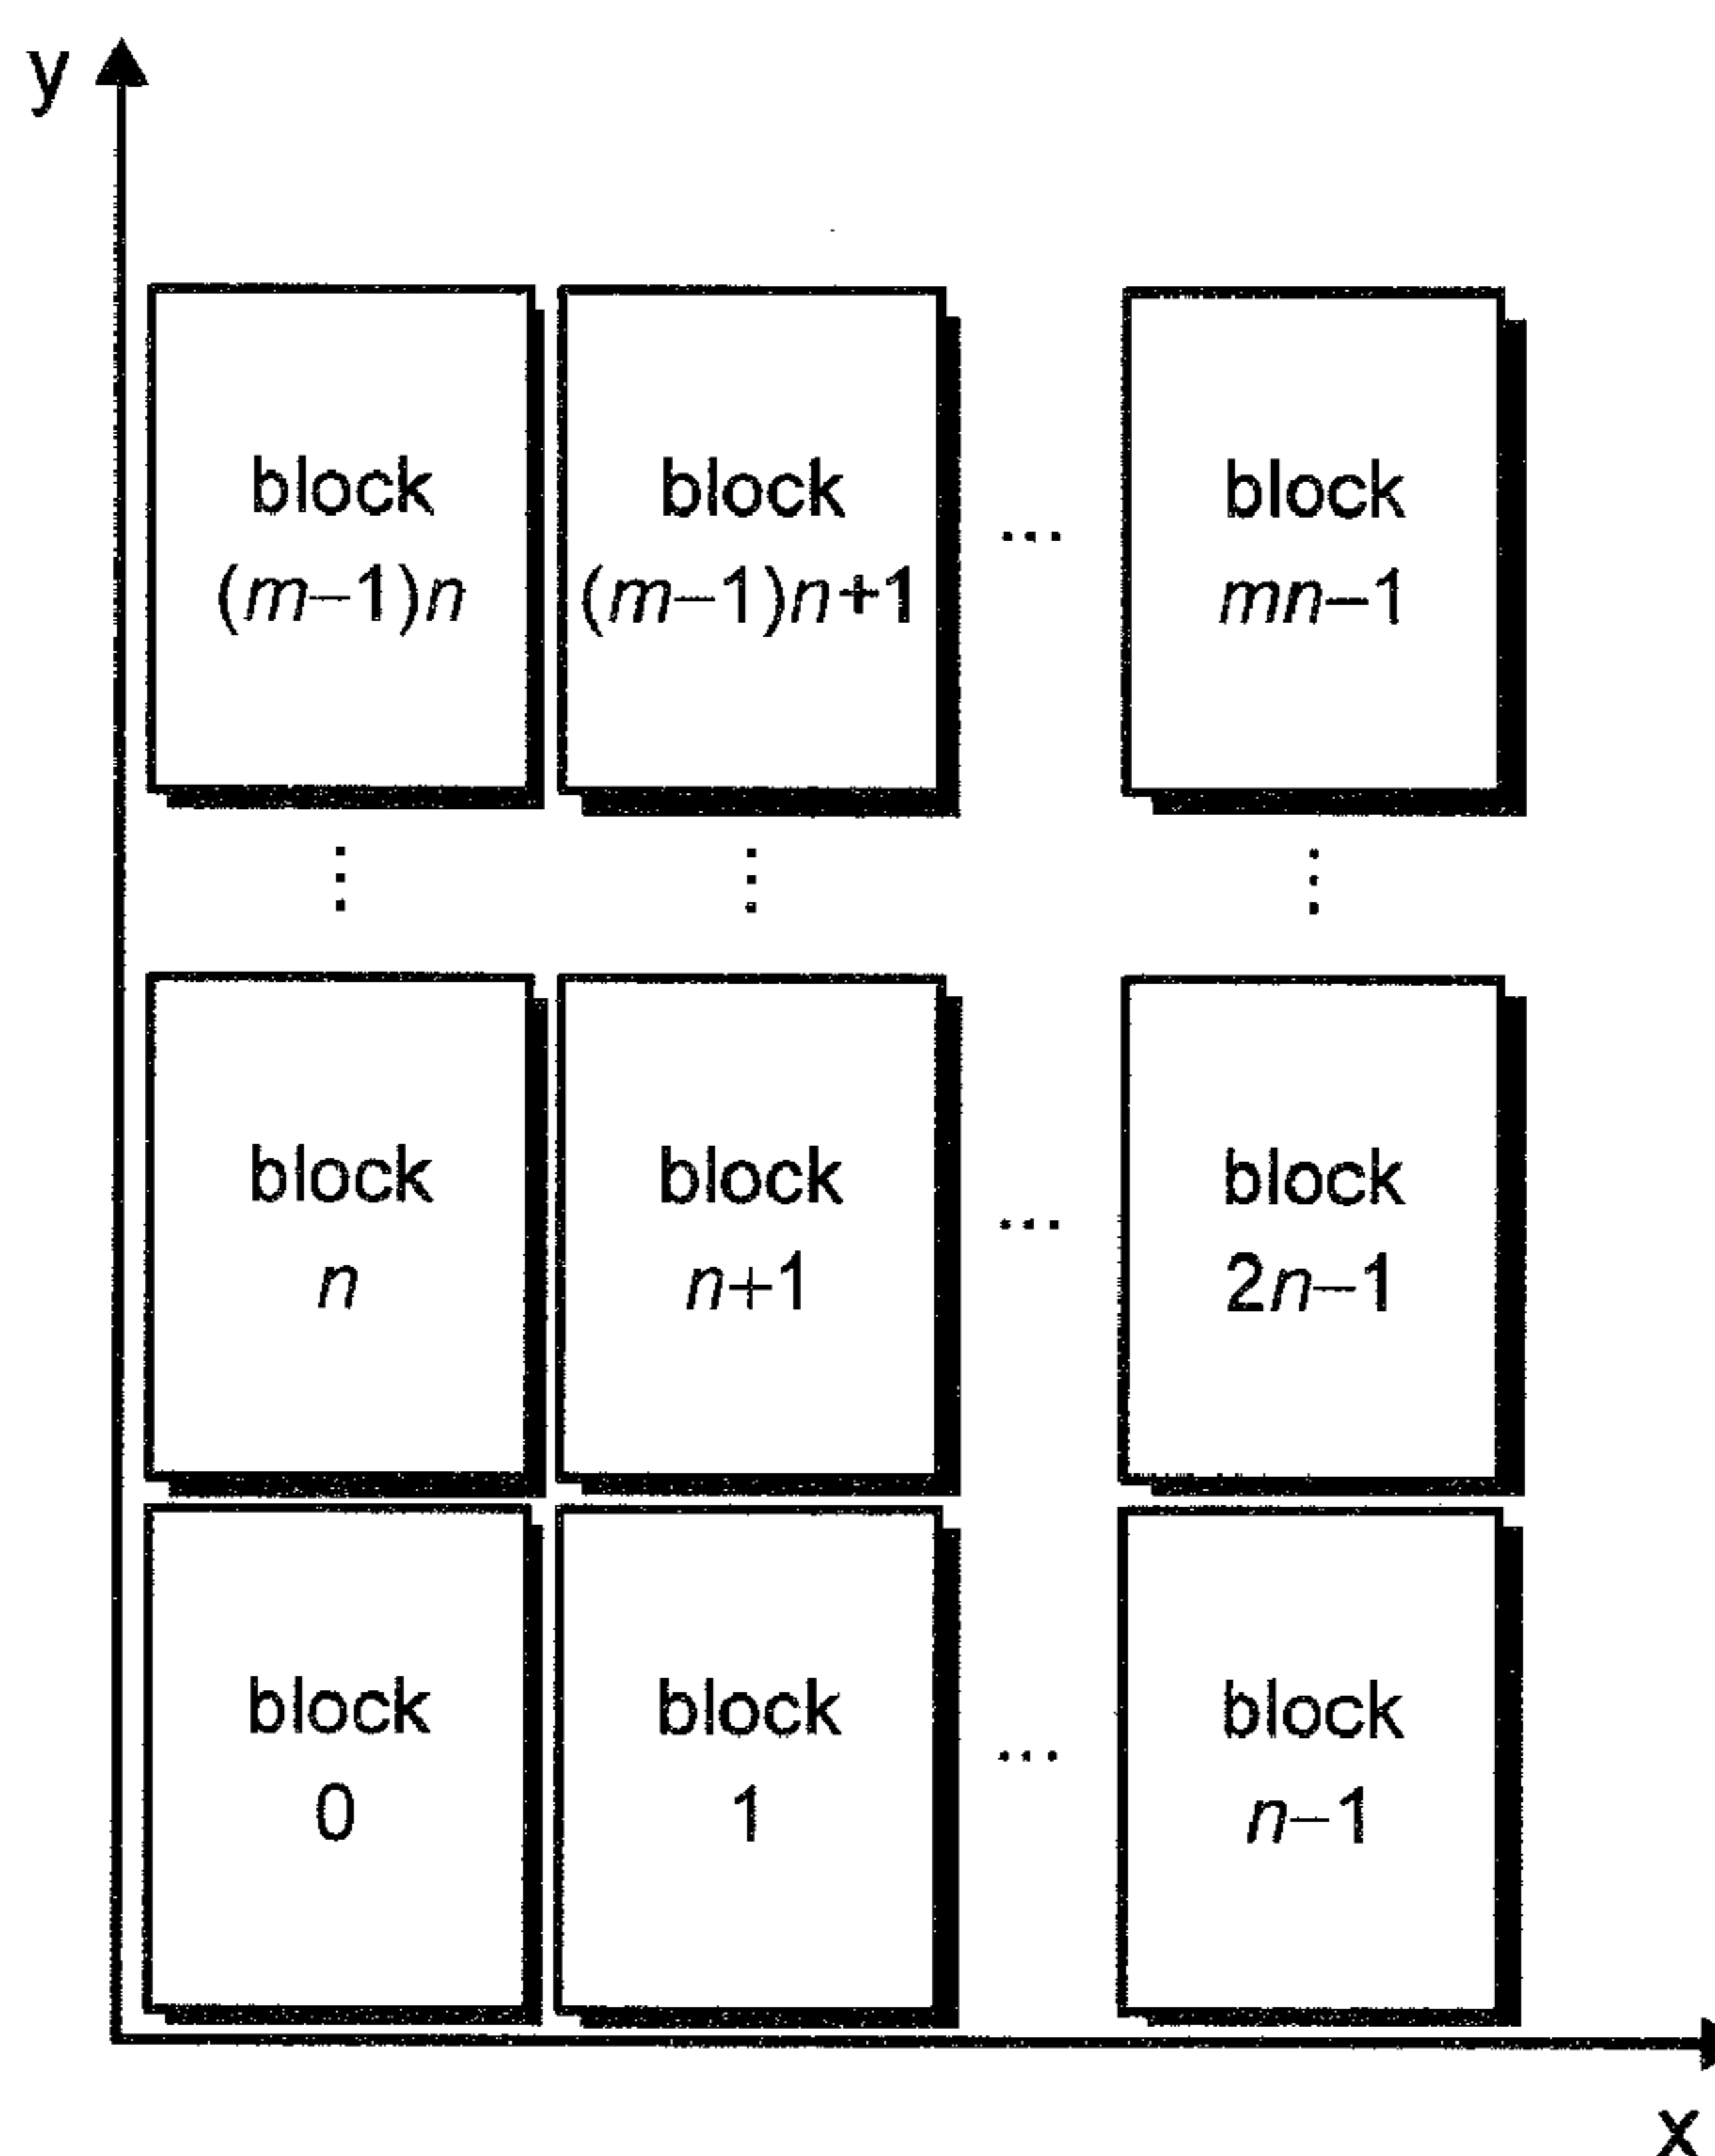 y
block
(m–1)n
block
(m–1)n+1
...
block
mn–1
block
n
block
n+1
...
block
2n–1
block
0
block
1
...
block
n–1
x